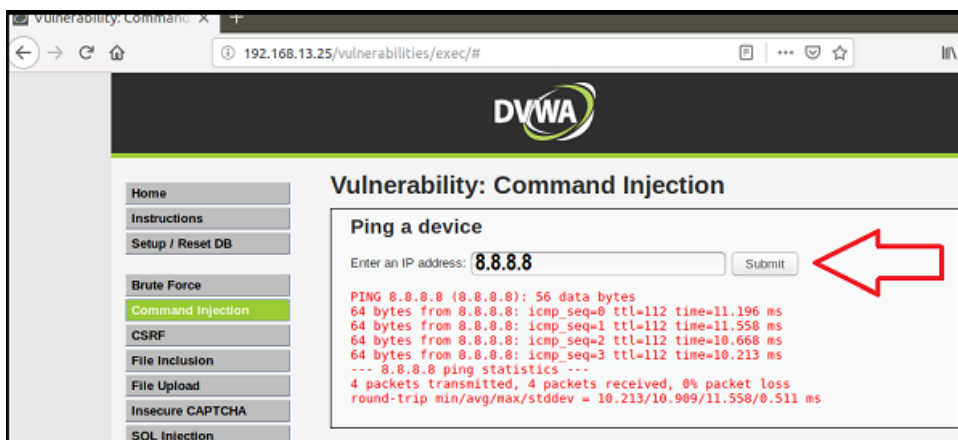 Vulnerability: Command
192.168.13.25/vulnerabilities/exec/#
DVWA
Home
Instructions
Setup / Reset DB
Brute Force
Command Injection
CSRF
File Inclusion
File Upload
Insecure CAPTCHA
SQL Injection
Vulnerability: Command Injection
Ping a device
Enter an IP address: 8.8.8.8 Submit
PING 8.8.8.8 (8.8.8.8): 56 data bytes
64 bytes from 8.8.8.8: icmp_seq=0 ttl=112 time=11.196 ms
64 bytes from 8.8.8.8: icmp_seq=1 ttl=112 time=11.558 ms
64 bytes from 8.8.8.8: icmp_seq=2 ttl=112 time=10.668 ms
64 bytes from 8.8.8.8: icmp_seq=3 ttl=112 time=10.213 ms
--- 8.8.8.8 ping statistics ---
4 packets transmitted, 4 packets received, 0% packet loss
round-trip min/avg/max/stddev = 10.213/10.909/11.558/0.511 ms